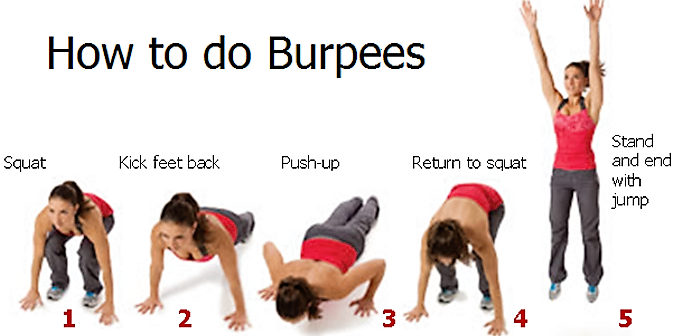 How to do Burpees
Squat
Kick feet back
Push-up
Return to squat
Stand
and end
with
jump
1
2
3
4
5